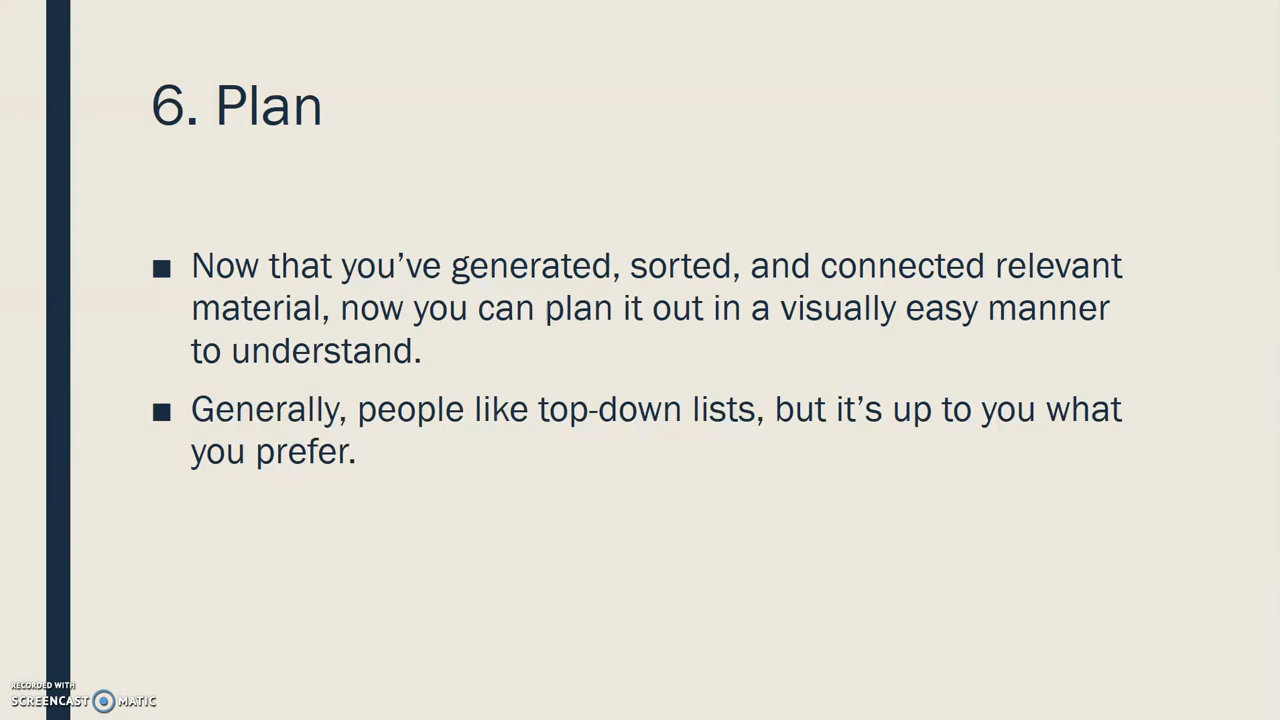 6. Plan
■ Now that you’ve generated, sorted, and connected relevant
material, now you can plan it out in a visually easy manner
to understand.
■ Generally, people like top-down lists, but it’s up to you what
you prefer.
RECORDED WITH
SCREENCAST MATIC